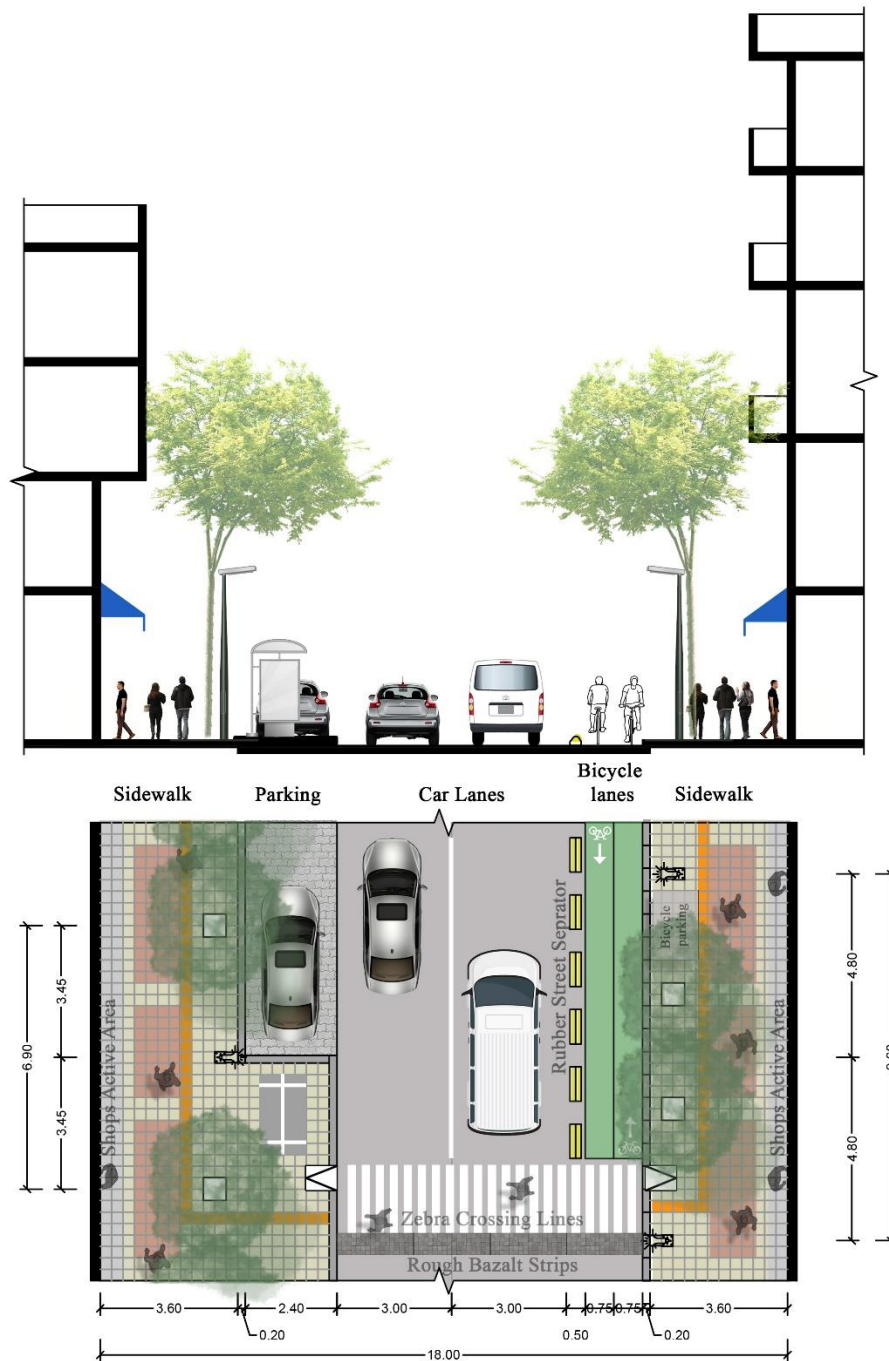 Bicycle
Sidewalk Parking Car Lanes lanes Sidewalk
Shops Active Area
Rubber Street Seprator
Bicycle
parking
Shops Active Area
6.90
3.45
3.45
4.80
4.80
Zebra Crossing Lines
Rough Bazalt Strips
3.60 2.40 3.00 3.00 0.75 0.75 3.60
0.20 0.50 0.20
18.00